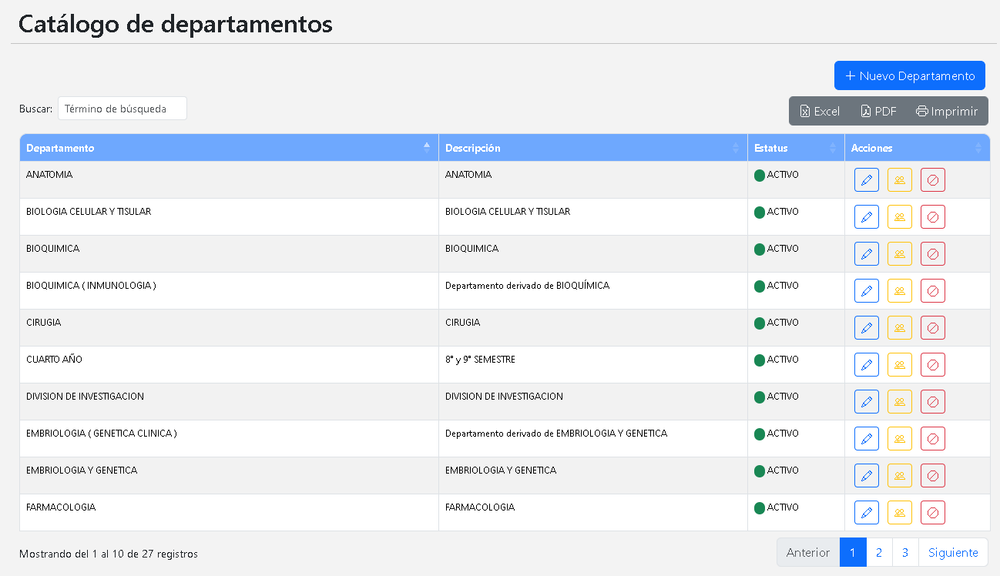 Catálogo de departamentos
+ Nuevo Departamento
Buscar: Término de búsqueda
Excel PDF Imprimir
Departamento Descripción Estatus Acciones
ANATOMIA ANATOMIA ACTIVO
BIOLOGIA CELULAR Y TISULAR BIOLOGIA CELULAR Y TISULAR ACTIVO
BIOQUIMICA BIOQUIMICA ACTIVO
BIOQUIMICA ( INMUNOLOGIA ) Departamento derivado de BIOQUÍMICA ACTIVO
CIRUGIA CIRUGIA ACTIVO
CUARTO AÑO 8° y 9° SEMESTRE ACTIVO
DIVISION DE INVESTIGACION DIVISION DE INVESTIGACION ACTIVO
EMBRIOLOGIA ( GENETICA CLINICA ) Departamento derivado de EMBRIOLOGIA Y GENETICA ACTIVO
EMBRIOLOGIA Y GENETICA EMBRIOLOGIA Y GENETICA ACTIVO
FARMACOLOGIA FARMACOLOGIA ACTIVO
Mostrando del 1 al 10 de 27 registros Anterior 1 2 3 Siguiente